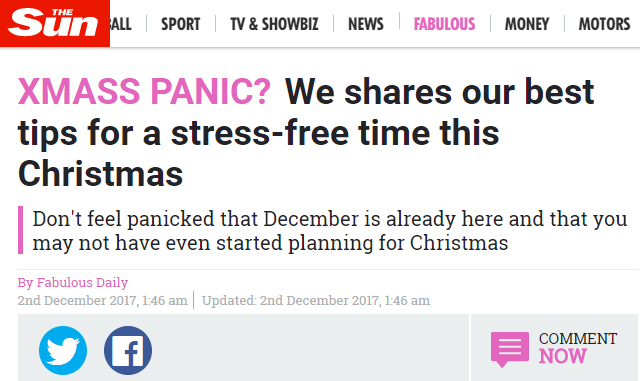 THE
Sun
ALL SPORT TV & SHOWBIZ NEWS FABULOUS MONEY MOTORS
XMASS PANIC? We shares our best
tips for a stress-free time this
Christmas
Don't feel panicked that December is already here and that you
may not have even started planning for Christmas
By Fabulous Daily
2nd December 2017, 1:46 am Updated: 2nd December 2017, 1:46 am
COMMENT
NOW